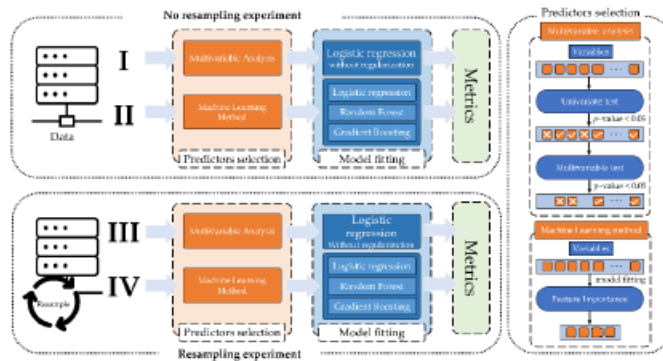 No resampling experiment
I
Multivariable Analysis
Logistic regression
without regularization
II
Machine Learning
Method
Logistic regression
Random Forest
Gradient Boosting
Metrics
Data
Predictors selection
Model fitting
III
Multivariable Analysis
Logistic
regression
Without regularization
IV
Machine Learning
Method
Logistic regression
Random Forest
Gradient Boosting
Metrics
Resample
Predictors selection
Model fitting
Resampling experiment
Predictors selection
Multivariable analysis
Variables
...
Univariate test
p-value < 0.05
...
Multivariable test
p-value < 0.05
...
Machine Learning method
Variables
...
model fitting
Feature Importance